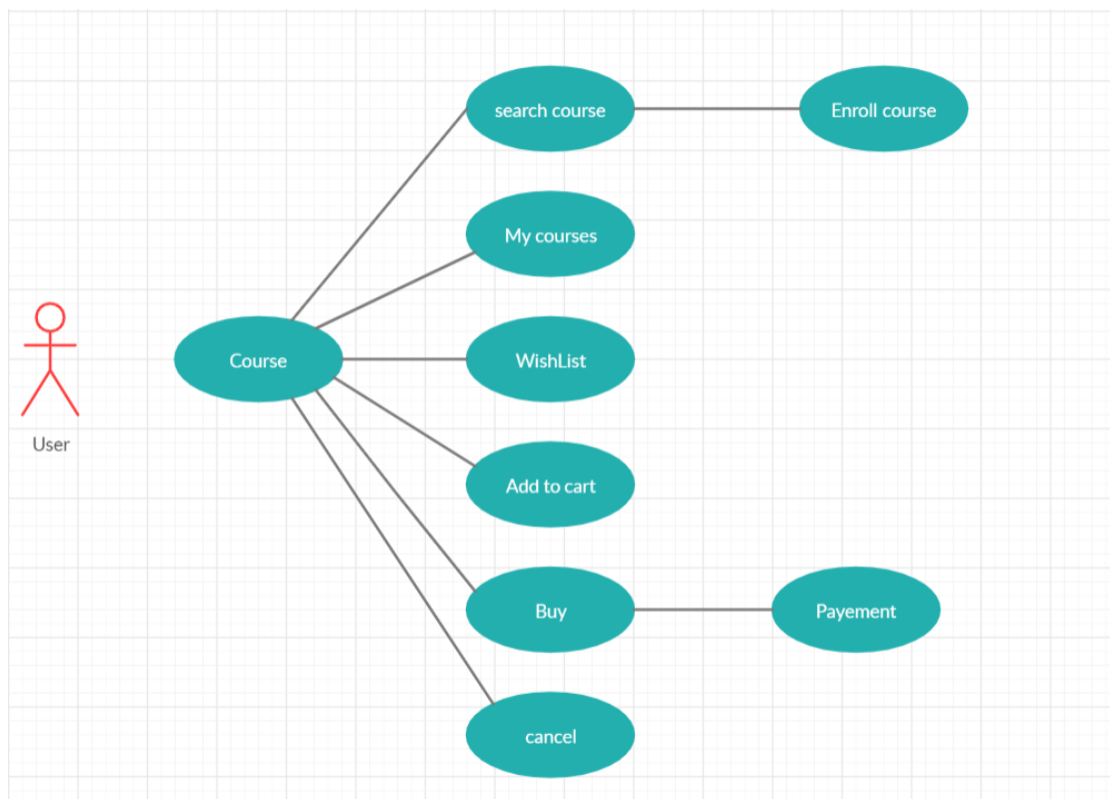 search course
Enroll course
My courses
Course
WishList
User
Add to cart
Buy
Payement
cancel